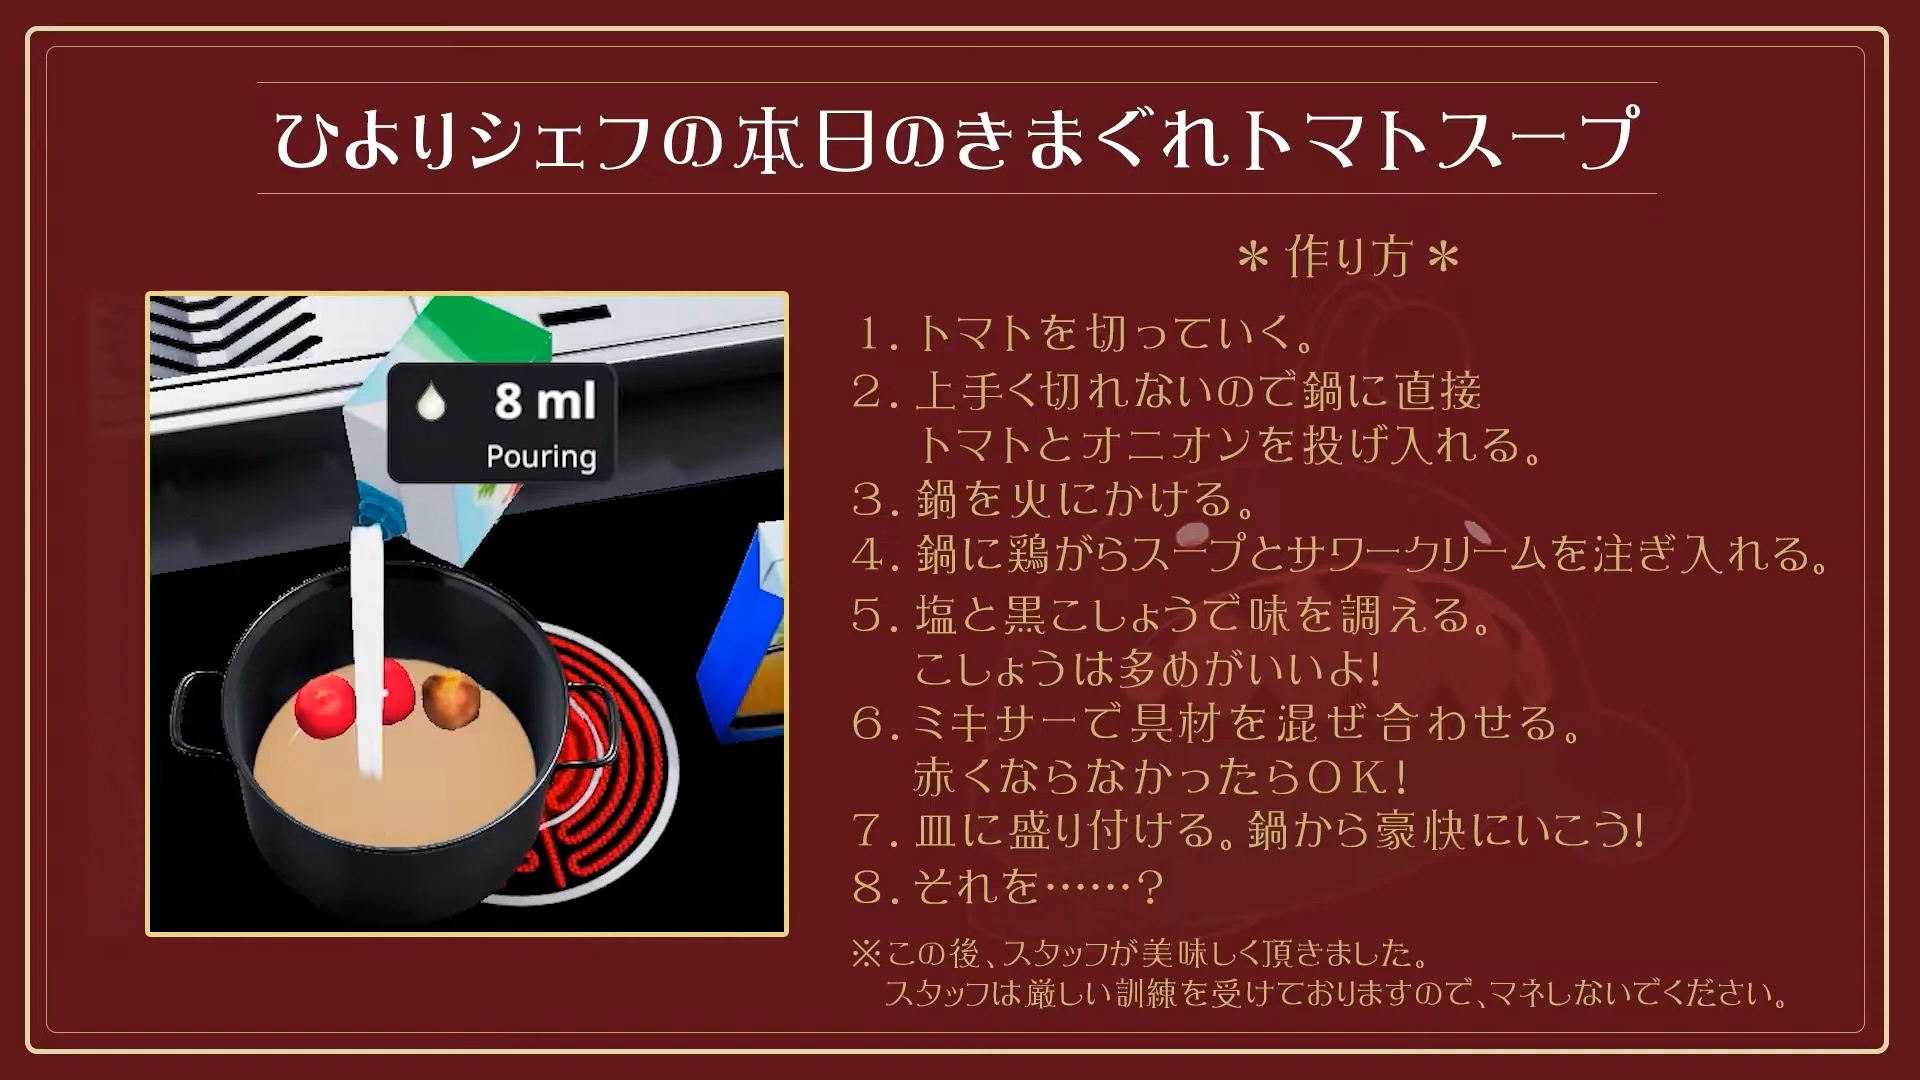 ひよりシェフの本日のきまぐれトマトスープ
＊作り方＊
8 ml
Pouring
1. トマトを切っていく。
2. 上手く切れないので鍋に直接
トマトとオニオンを投げ入れる。
3. 鍋を火にかける。
4. 鍋に鶏がらスープとサワークリームを注ぎ入れる。
5. 塩と黒こしょうで味を調える。
こしょうは多めがいいよ!
6. ミキサーで具材を混ぜ合わせる。
赤くならなかったらOK!
7. 皿に盛り付ける。鍋から豪快にいこう!
8. それを……?
※この後、スタッフが美味しく頂きました。
スタッフは厳しい訓練を受けておりますので、マネしないでください。